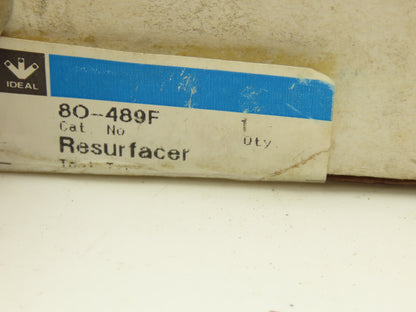 IDEAL
80-489F 1
Cat. No Qty
Resurfacer